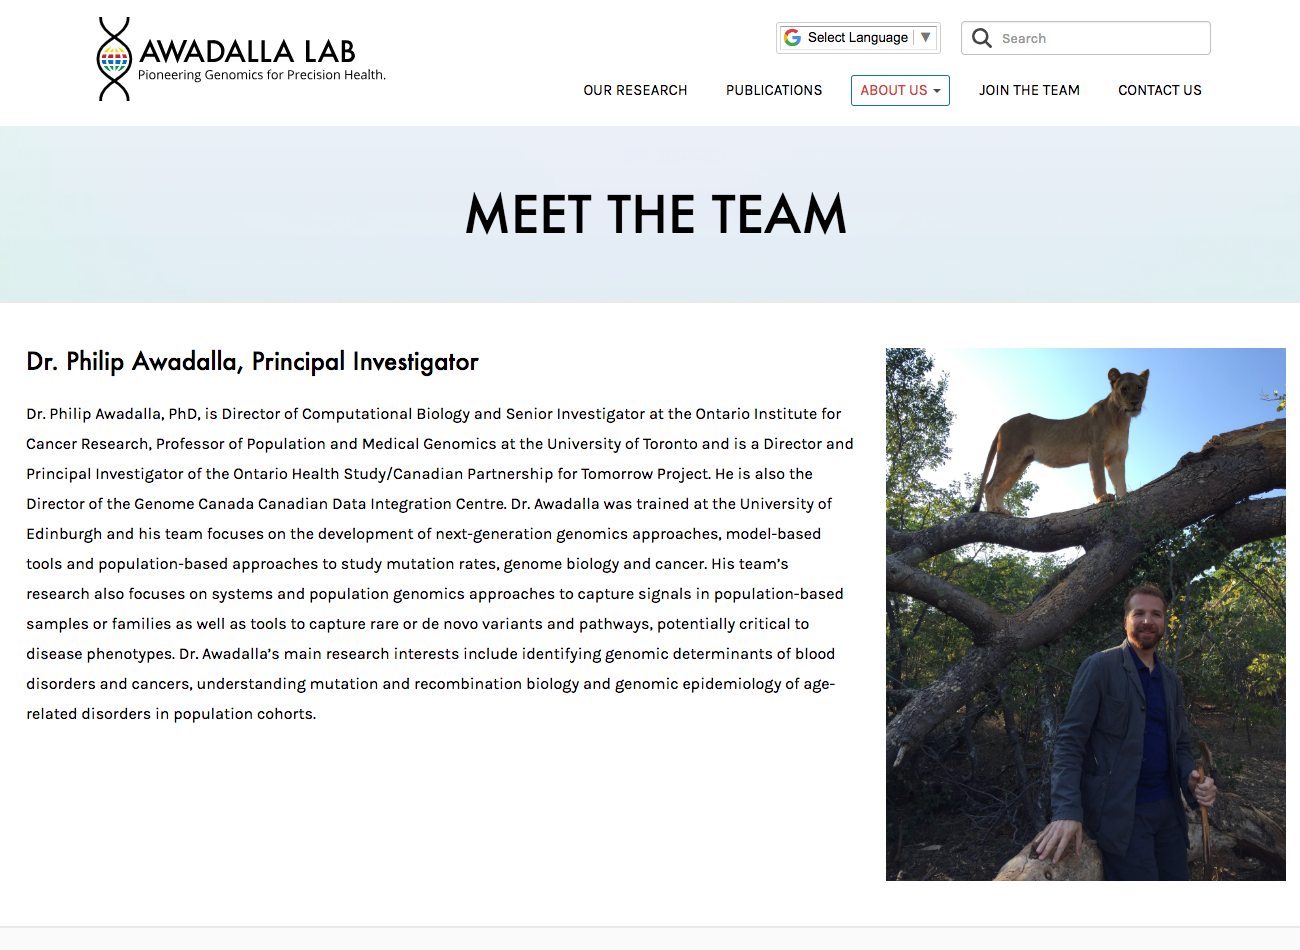 AWADALLA LAB
Pioneering Genomics for Precision Health.
Select Language ▼
Search
OUR RESEARCH
PUBLICATIONS
ABOUT US
JOIN THE TEAM
CONTACT US
MEET THE TEAM
Dr. Philip Awadalla, Principal Investigator
Dr. Philip Awadalla, PhD, is Director of Computational Biology and Senior Investigator at the Ontario Institute for
Cancer Research, Professor of Population and Medical Genomics at the University of Toronto and is a Director and
Principal Investigator of the Ontario Health Study/Canadian Partnership for Tomorrow Project. He is also the
Director of the Genome Canada Canadian Data Integration Centre. Dr. Awadalla was trained at the University of
Edinburgh and his team focuses on the development of next-generation genomics approaches, model-based
tools and population-based approaches to study mutation rates, genome biology and cancer. His team’s
research also focuses on systems and population genomics approaches to capture signals in population-based
samples or families as well as tools to capture rare or de novo variants and pathways, potentially critical to
disease phenotypes. Dr. Awadalla’s main research interests include identifying genomic determinants of blood
disorders and cancers, understanding mutation and recombination biology and genomic epidemiology of age-
related disorders in population cohorts.